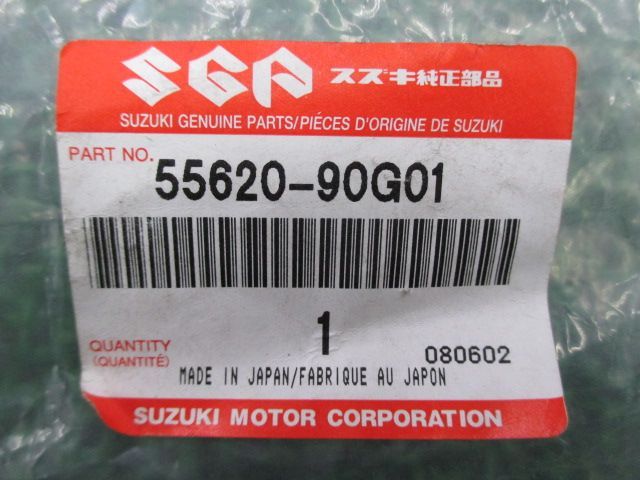 SGP スズキ純正部品
SUZUKI GENUINE PARTS/PIÉCES D'ORIGINE DE SUZUKI
PART NO. 55620-90G01
QUANTITY
(QUANTITÉ)
1
080602
MADE IN JAPAN/FABRIQUE AU JAPON
SUZUKI MOTOR CORPORATION